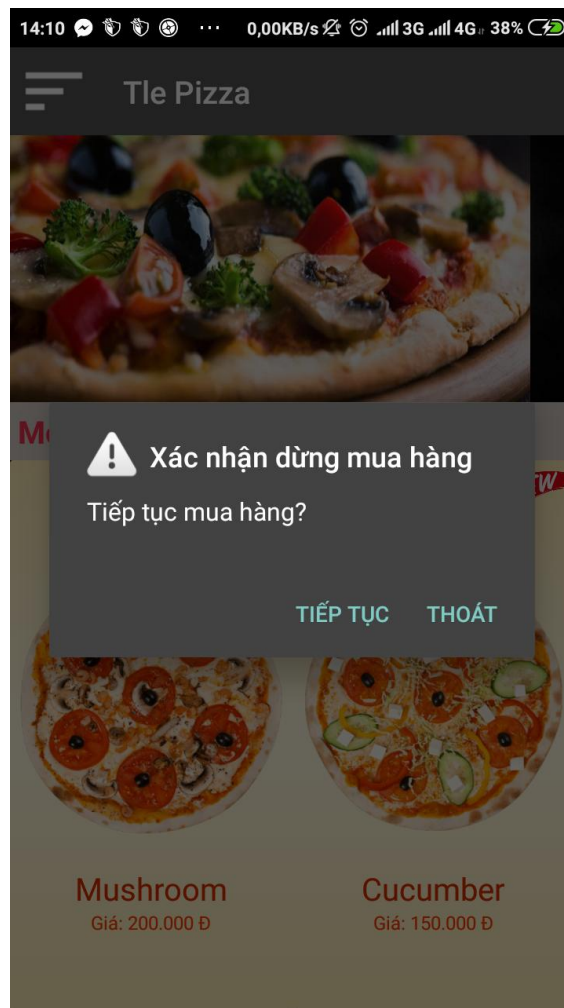 14:10 ... 0,00KB/s 3G 4G 38%
Tle Pizza
Xác nhận dừng mua hàng
Tiếp tục mua hàng?
TIẾP TỤC THOÁT
Mushroom Cucumber
Giá: 200.000 Đ Giá: 150.000 Đ